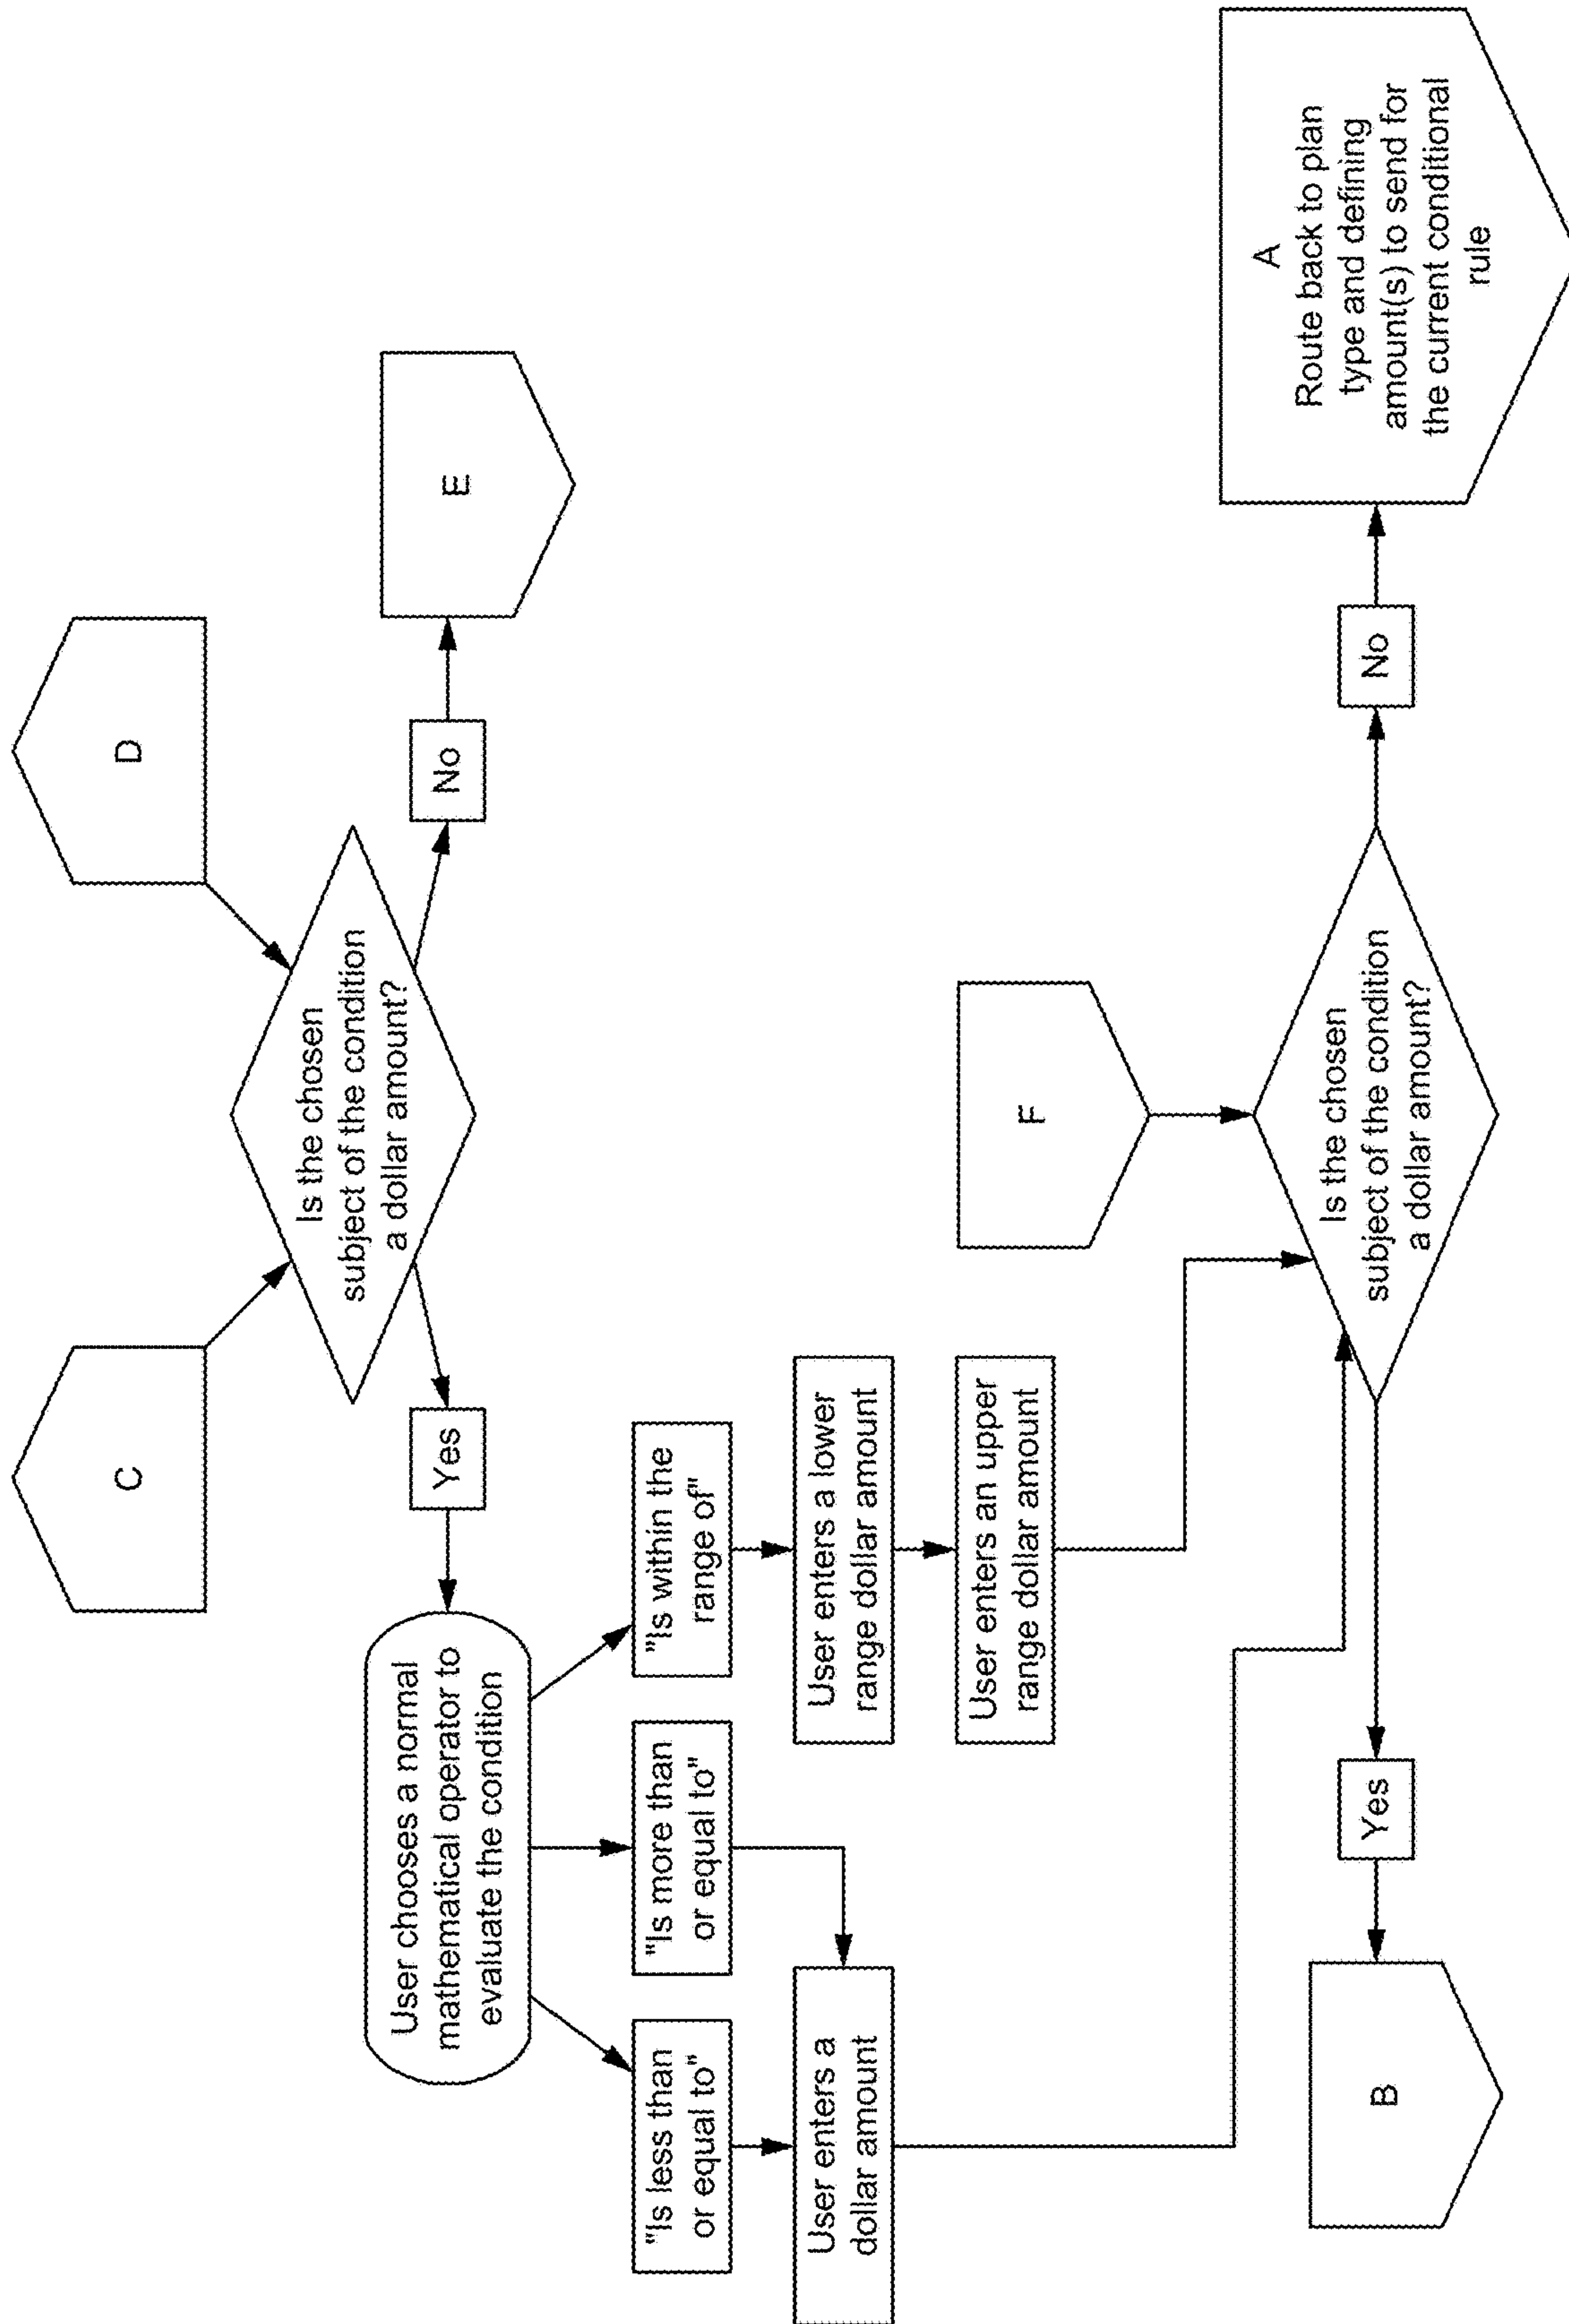 C
D
Is the chosen
subject of the condition
a dollar amount?
Yes
No
E
User chooses a normal
mathematical operator to
evaluate the condition
"Is less than
or equal to"
"Is more than
or equal to"
"Is within the
range of"
User enters a
dollar amount
User enters a lower
range dollar amount
User enters an upper
range dollar amount
F
Is the chosen
subject of the condition
a dollar amount?
Yes
No
B
A
Route back to plan
type and defining
amount(s) to send for
the current conditional
rule